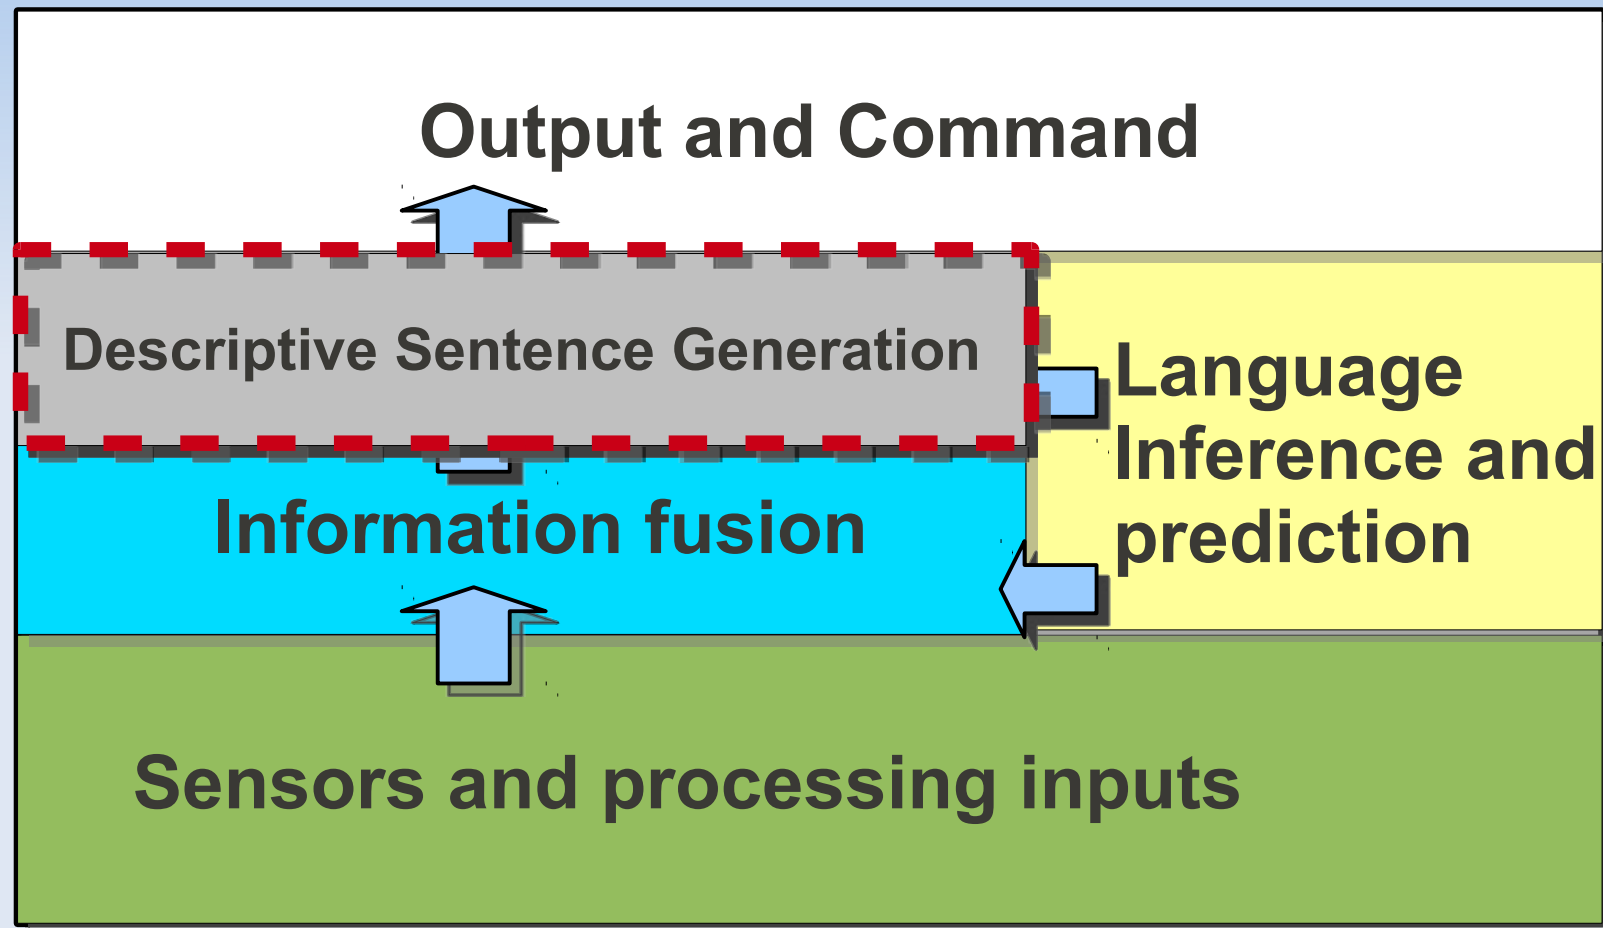 Output and Command
Descriptive Sentence Generation
Language
Inference and
prediction
Information fusion
Sensors and processing inputs